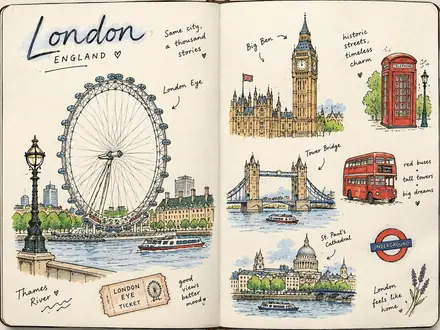 London
ENGLAND
Same city,
a thousand
stories
London Eye
Thames
River
LONDON
EYE
TICKET
good
views
better
mood
Big Ben
historic
streets,
timeless
charm
TELEPHONE
Tower Bridge
red buses
tall towers
big dreams
St. Paul's
Cathedral
UNDERGROUND
London
feels like
home